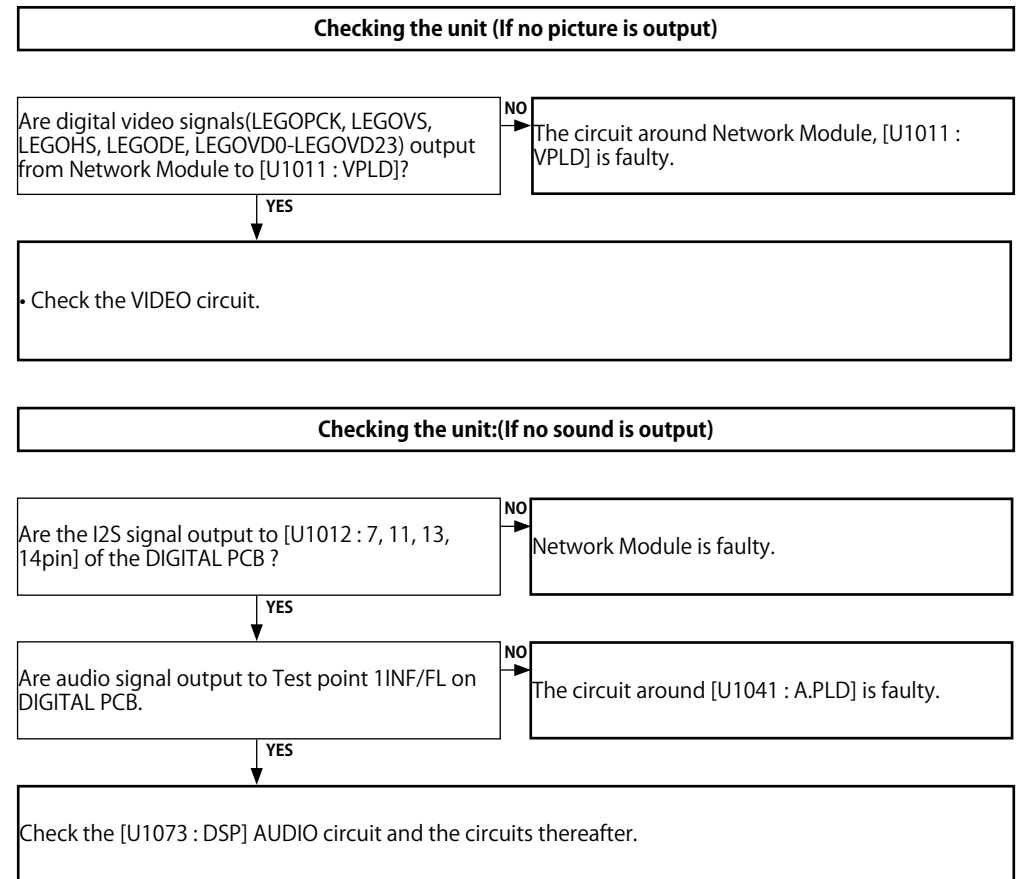 Checking the unit (If no picture is output)
Are digital video signals(LEGOPCK, LEGOVS,
LEGOHS, LEGODE, LEGOVD0-LEGOVD23) output
from Network Module to [U1011 : VPLD]?
NO
The circuit around Network Module, [U1011 :
VPLD] is faulty.
YES
• Check the VIDEO circuit.
Checking the unit:(If no sound is output)
Are the I2S signal output to [U1012 : 7, 11, 13,
14pin] of the DIGITAL PCB ?
NO
Network Module is faulty.
YES
Are audio signal output to Test point 1INF/FL on
DIGITAL PCB.
NO
The circuit around [U1041 : A.PLD] is faulty.
YES
Check the [U1073 : DSP] AUDIO circuit and the circuits thereafter.